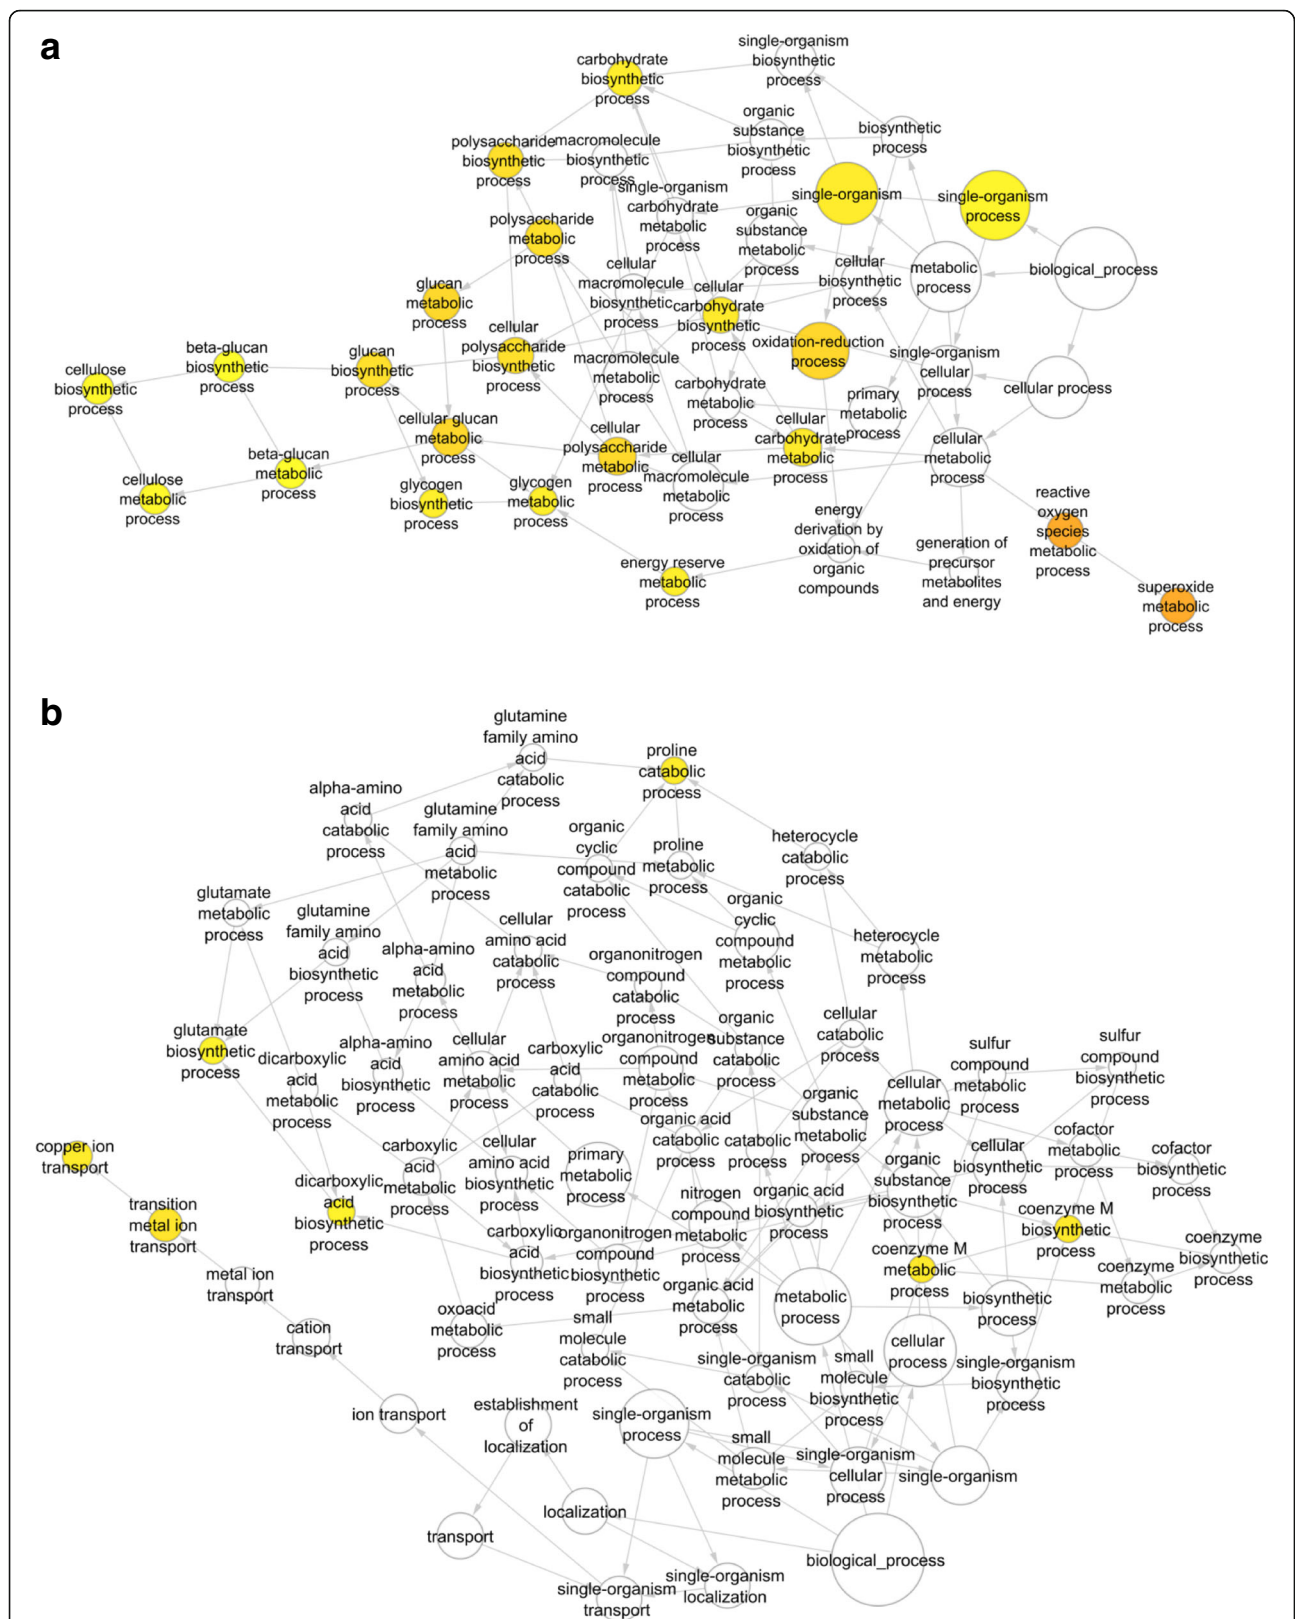 a
single-organism
biosynthetic
process
carbohydrate
biosynthetic
process
organic
substance
biosynthetic
process
biosynthetic
process
polysaccharide
biosynthetic
process
macromolecule
biosynthetic
process
single-organism
carbohydrate
metabolic
process
single-organism
single-organism
process
polysaccharide
metabolic
process
organic
substance
metabolic
process
cellular
macromolecule
biosynthetic
process
cellular
biosynthetic
process
metabolic
process
biological_process
glucan
metabolic
process
cellular
carbohydrate
biosynthetic
process
cellular
polysaccharide
biosynthetic
process
oxidation-reduction
process
single-organism
cellular
process
cellular process
cellulose
biosynthetic
process
beta-glucan
biosynthetic
process
glucan
biosynthetic
process
macromolecule
metabolic
process
carbohydrate
metabolic
process
primary
metabolic
process
cellular glucan
metabolic
process
cellular
polysaccharide
metabolic
process
cellular
carbohydrate
metabolic
process
cellular
metabolic
process
beta-glucan
metabolic
process
cellular
macromolecule
metabolic
process
cellulose
metabolic
process
glycogen
biosynthetic
process
glycogen
metabolic
process
reactive
oxygen
species
metabolic
process
energy
derivation by
oxidation of
organic
compounds
generation of
precursor
metabolites
and energy
energy reserve
metabolic
process
superoxide
metabolic
process
b
glutamine
family amino
acid
catabolic
process
proline
catabolic
process
alpha-amino
acid
catabolic
process
glutamine
family amino
acid
metabolic
process
organic
cyclic
compound
catabolic
process
proline
metabolic
process
heterocycle
catabolic
process
glutamate
metabolic
process
glutamine
family amino
acid
biosynthetic
process
alpha-amino
acid
metabolic
process
cellular
amino acid
catabolic
process
organonitrogen
compound
catabolic
process
organic
cyclic
compound
metabolic
process
heterocycle
metabolic
process
glutamate
biosynthetic
process
dicarboxylic
acid
metabolic
process
alpha-amino
acid
biosynthetic
process
cellular
amino acid
metabolic
process
carboxylic
acid
catabolic
process
organonitrogen
compound
metabolic
process
organic
substance
catabolic
process
cellular
catabolic
process
sulfur
compound
metabolic
process
sulfur
compound
biosynthetic
process
cellular
metabolic
process
organic
substance
metabolic
process
organic acid
catabolic
process
catabolic
process
cellular
biosynthetic
process
cofactor
metabolic
process
cofactor
biosynthetic
process
copper ion
transport
carboxylic
acid
metabolic
process
cellular
amino acid
biosynthetic
process
primary
metabolic
process
organic
substance
biosynthetic
process
dicarboxylic
acid
biosynthetic
process
nitrogen
compound
metabolic
process
organic acid
biosynthetic
process
coenzyme M
biosynthetic
process
transition
metal ion
transport
carboxylic
acid
biosynthetic
process
organonitrogen
compound
biosynthetic
process
coenzyme M
metabolic
process
coenzyme
biosynthetic
process
coenzyme
metabolic
process
metal ion
transport
organic acid
metabolic
process
metabolic
process
biosynthetic
process
oxoacid
metabolic
process
cation
transport
small
molecule
catabolic
process
cellular
process
single-organism
catabolic
process
small
molecule
biosynthetic
process
single-organism
biosynthetic
process
ion transport
establishment
of
localization
single-organism
process
small
molecule
metabolic
process
single-organism
cellular
process
single-organism
localization
transport
biological_process
single-organism
transport
single-organism
localization